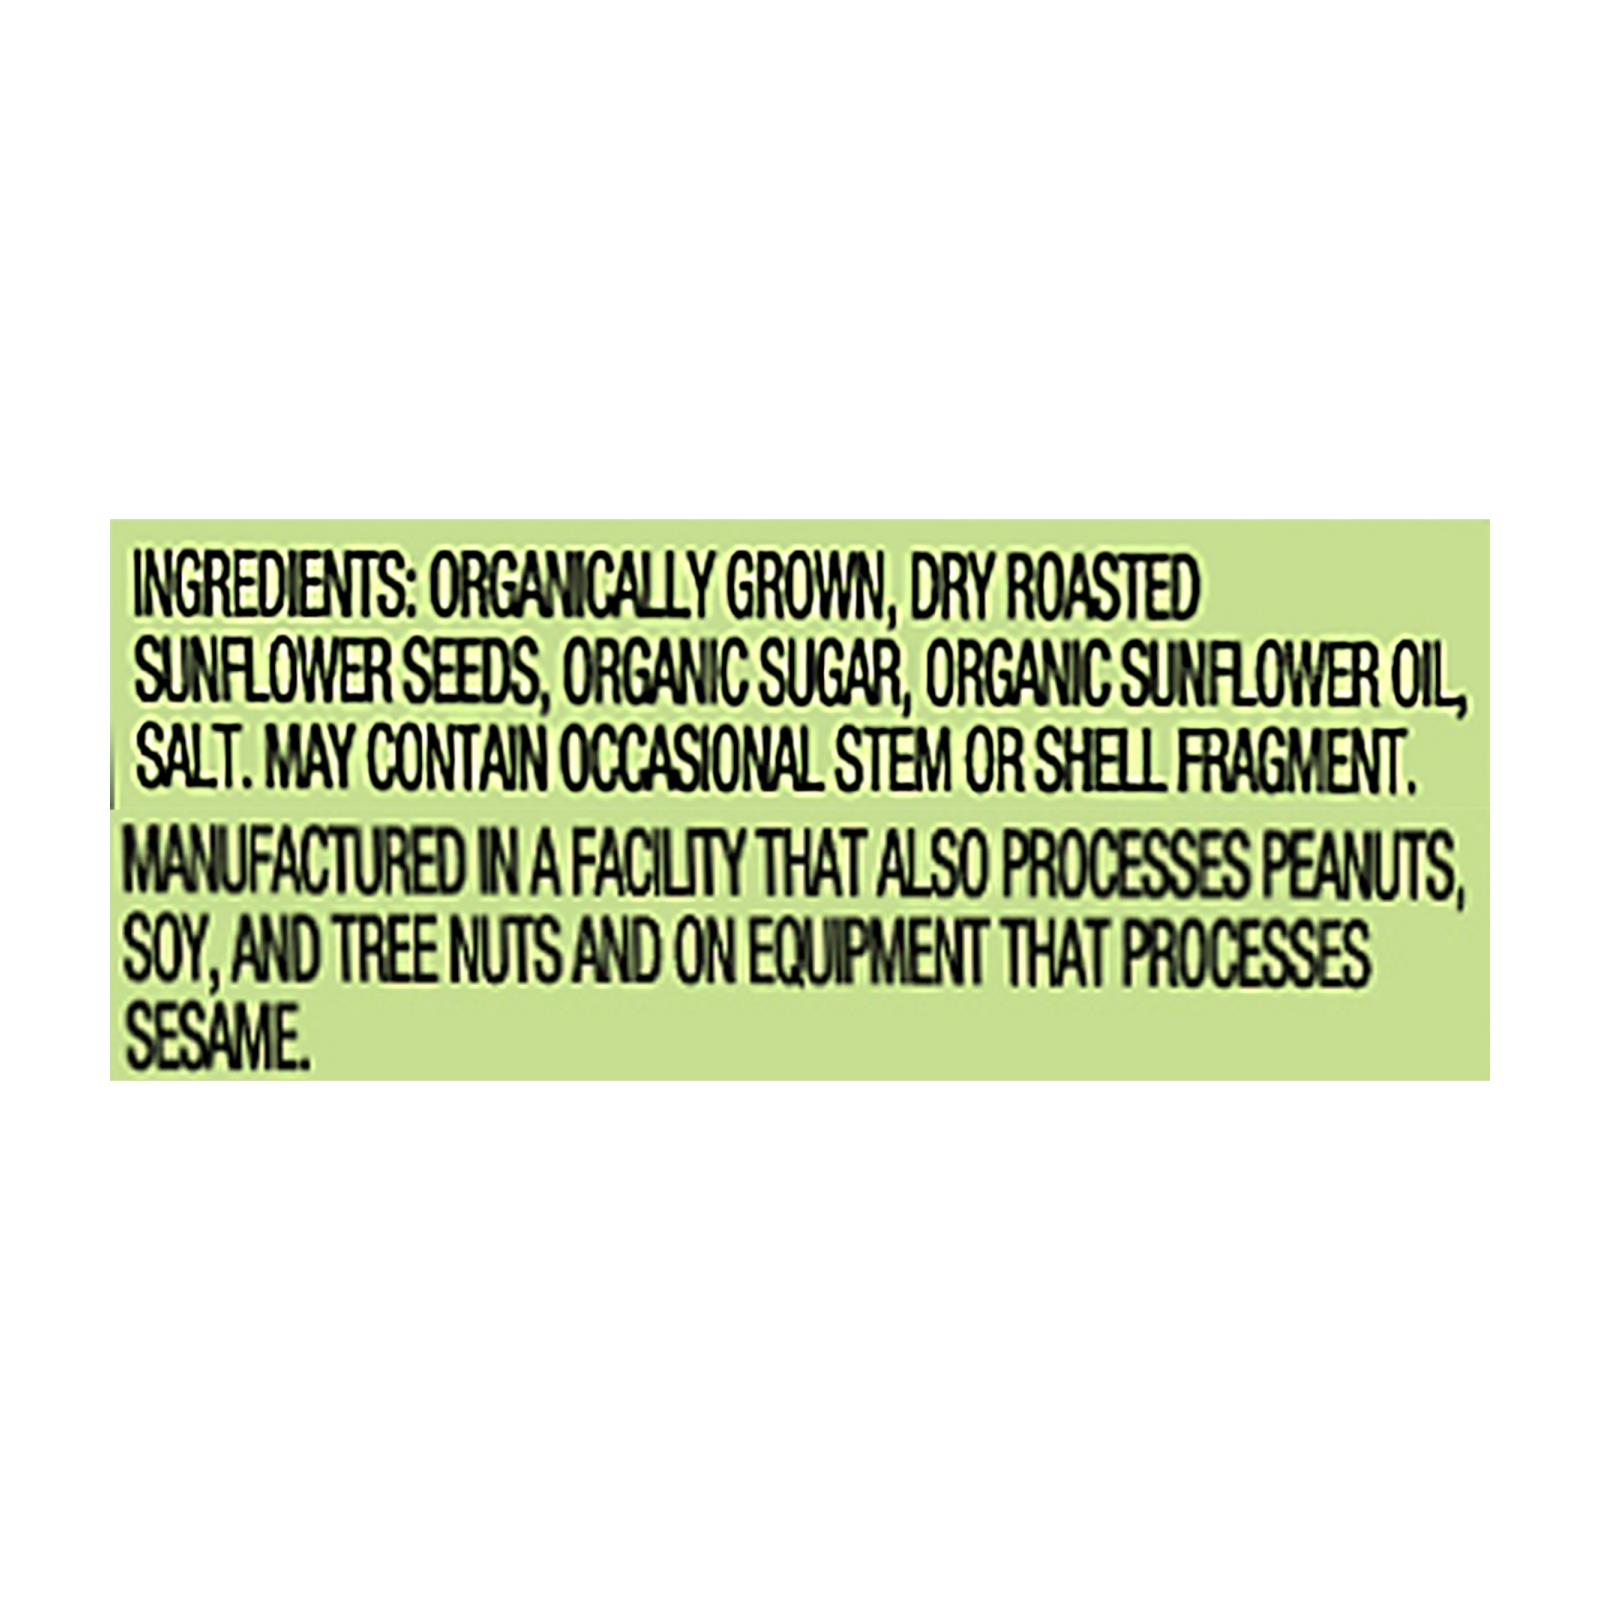 INGREDIENTS: ORGANICALLY GROWN, DRY ROASTED
SUNFLOWER SEEDS, ORGANIC SUGAR, ORGANIC SUNFLOWER OIL,
SALT. MAY CONTAIN OCCASIONAL STEM OR SHELL FRAGMENT.
MANUFACTURED IN A FACILITY THAT ALSO PROCESSES PEANUTS,
SOY, AND TREE NUTS AND ON EQUIPMENT THAT PROCESSES
SESAME.